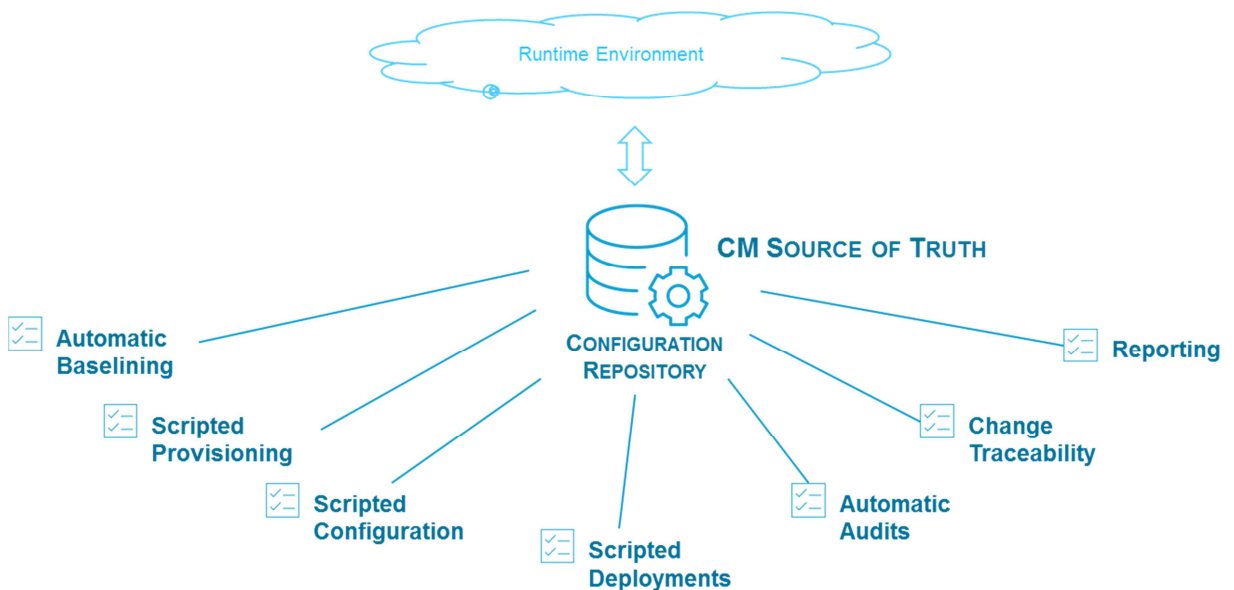 Runtime Environment
CM SOURCE OF TRUTH
CONFIGURATION
REPOSITORY
Automatic
Baselining
Scripted
Provisioning
Scripted
Configuration
Scripted
Deployments
Automatic
Audits
Change
Traceability
Reporting